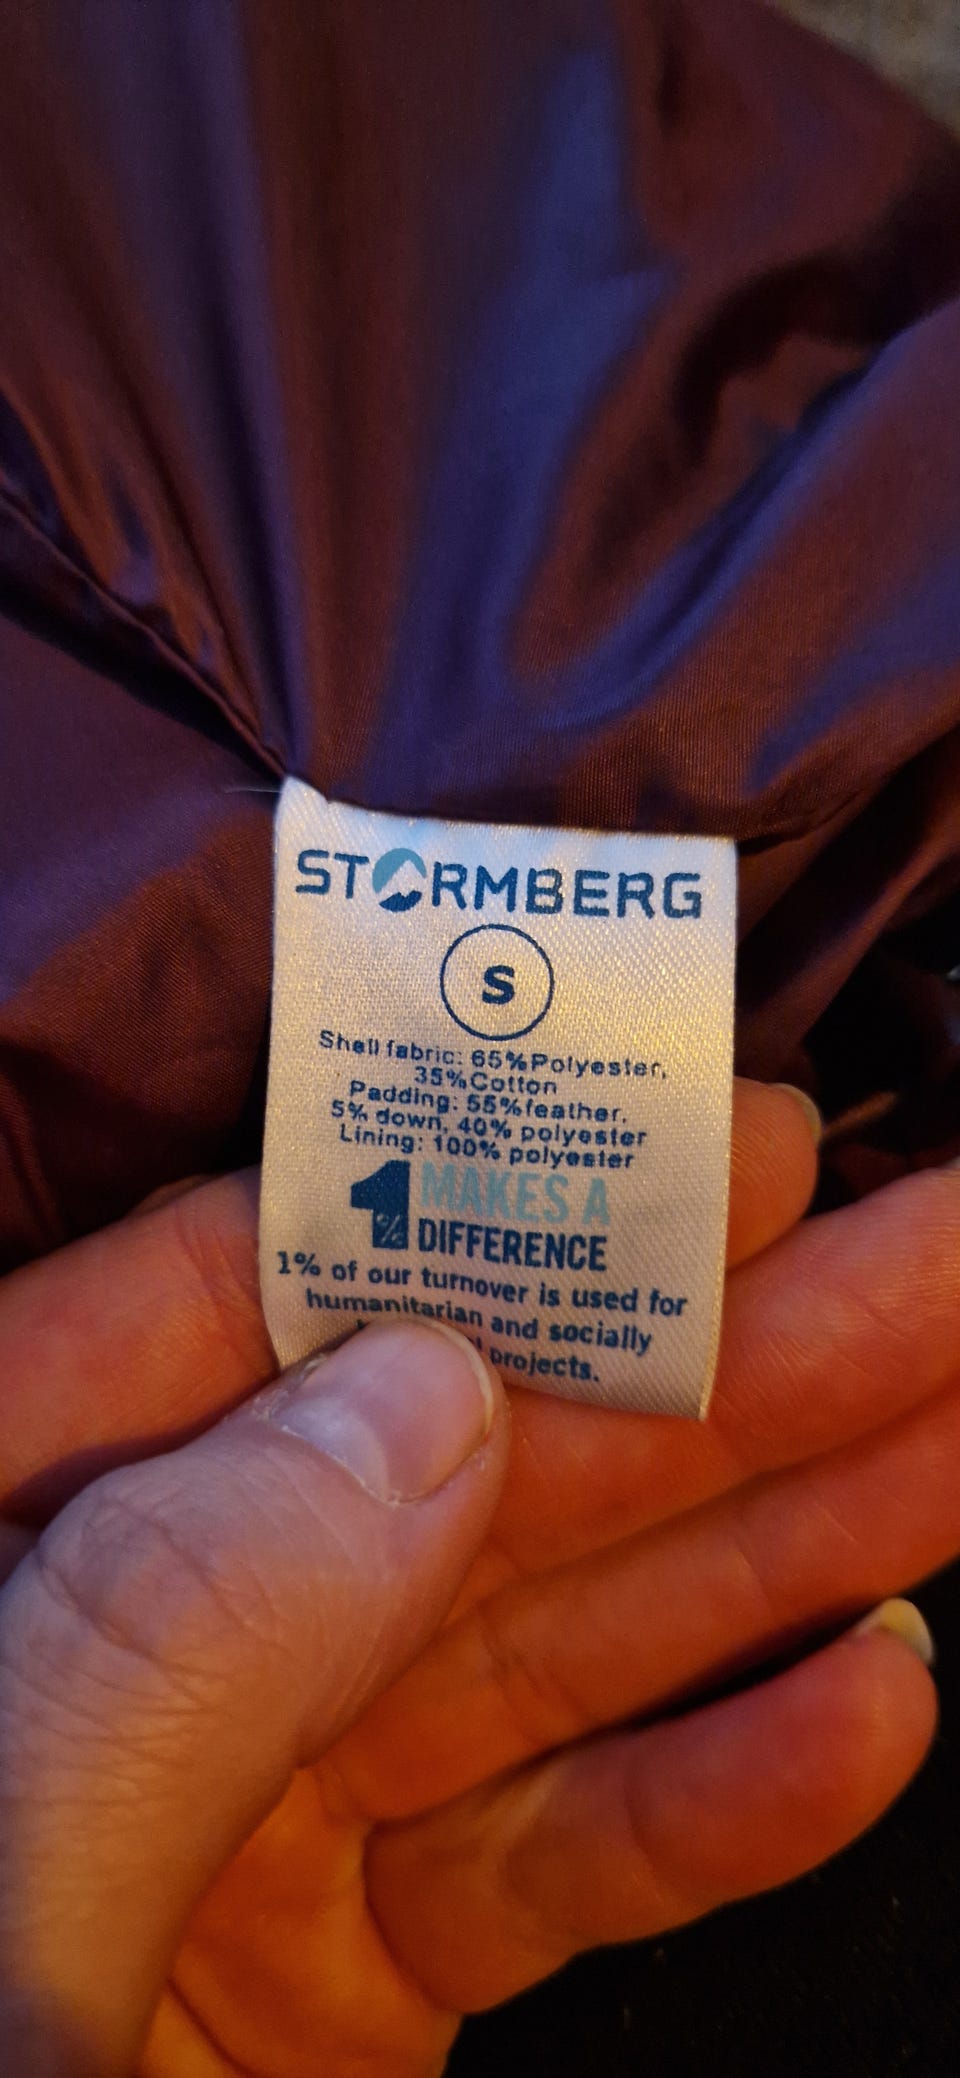 STORMBERG
S
Shell fabric: 65%Polyester,
35%Cotton
Padding: 55%feather,
5% down, 40% polyester
Lining: 100% polyester
1% MAKES A
DIFFERENCE
1% of our turnover is used for
humanitarian and socially
projects.